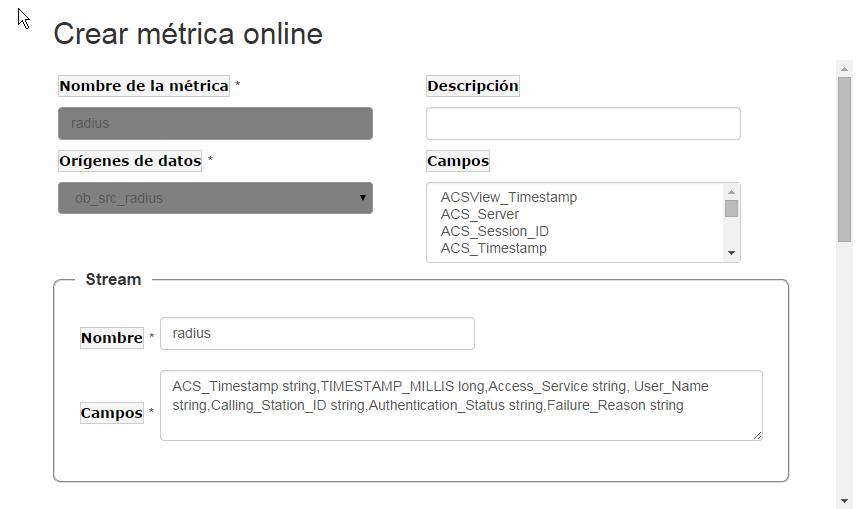 Crear métrica online
Nombre de la métrica *
Descripción
radius
Orígenes de datos *
Campos
ob_src_radius
ACSView_Timestamp
ACS_Server
ACS_Session_ID
ACS_Timestamp
Stream
Nombre * radius
Campos *
ACS_Timestamp string,TIMESTAMP_MILLIS long,Access_Service string, User_Name
string,Calling_Station_ID string,Authentication_Status string,Failure_Reason string